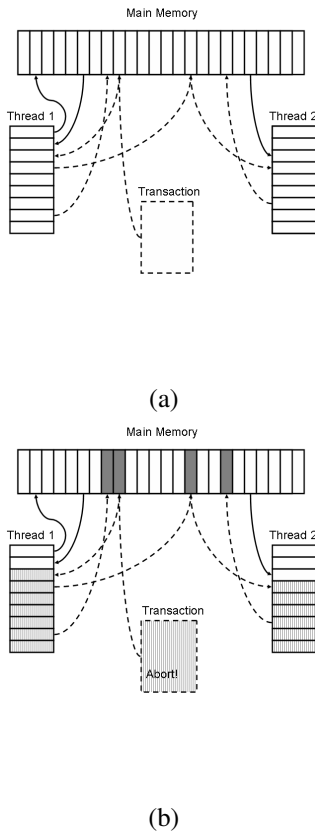 Main Memory
Thread 1
Thread 2
Transaction
(a)
Main Memory
Thread 1
Thread 2
Transaction
Abort!
(b)